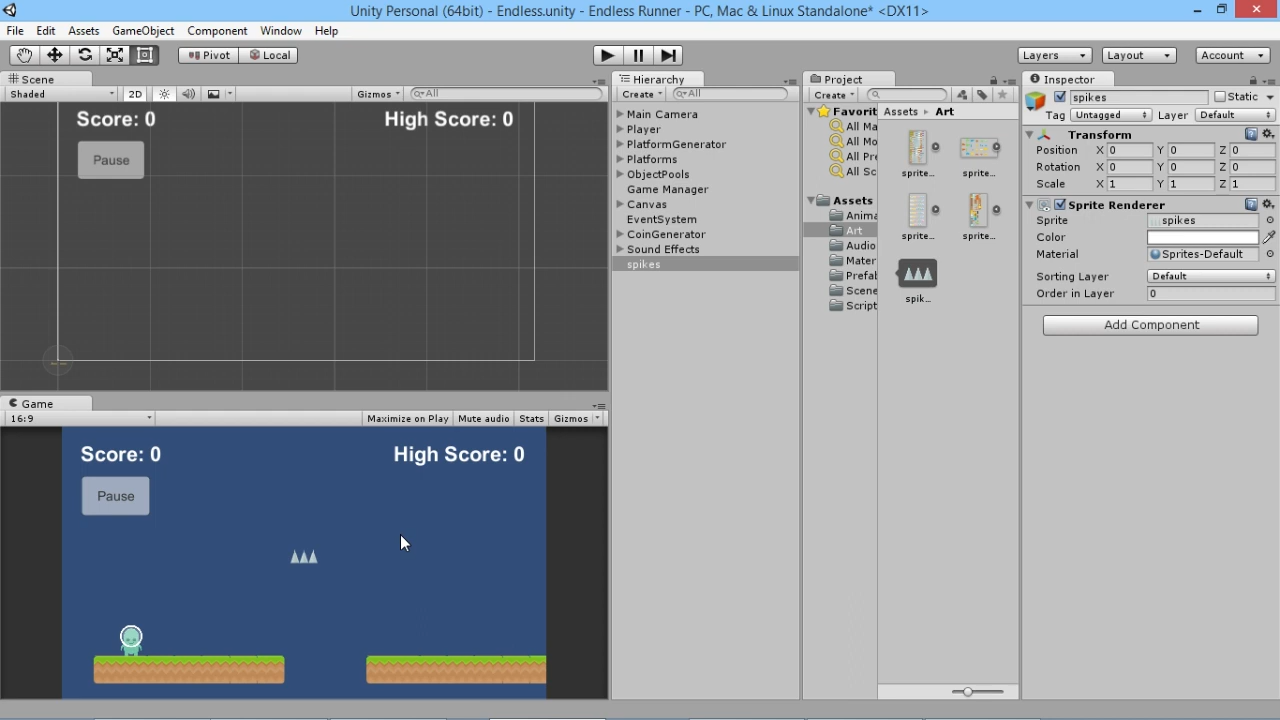 Unity Personal (64bit) - Endless.unity - Endless Runner - PC, Mac & Linux Standalone* <DX11>
File Edit Assets GameObject Component Window Help
Pivot Local Layers Layout Account
Scene
Shaded 2D Gizmos All
Score: 0 High Score: 0
Pause
Game
16:9 Maximize on Play Mute audio Stats Gizmos
Score: 0 High Score: 0
Pause
Hierarchy
Create All
Main Camera
Player
PlatformGenerator
Platforms
ObjectPools
Game Manager
Canvas
EventSystem
CoinGenerator
Sound Effects
spikes
Project
Create
Favorit
All Ma
All Mo
All Pre
All Sc
Assets
Anima
Art
Audio
Mater
Prefab
Scene
Script
Assets Art
sprite... sprite...
sprite... sprite...
spik...
Inspector
spikes Static
Tag Untagged Layer Default
Transform
Position X 0 Y 0 Z 0
Rotation X 0 Y 0 Z 0
Scale X 1 Y 1 Z 1
Sprite Renderer
Sprite spikes
Color
Material Sprites-Default
Sorting Layer Default
Order in Layer 0
Add Component